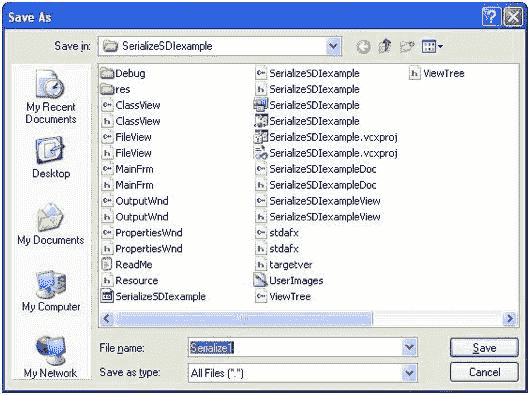 Save As
Save in:
SerializeSDIexample
My Recent
Documents
Desktop
My Documents
My Computer
My Network
Debug
res
ClassView
ClassView
FileView
FileView
MainFrm
MainFrm
OutputWnd
OutputWnd
PropertiesWnd
PropertiesWnd
ReadMe
Resource
SerializeSDIexample
SerializeSDIexample
SerializeSDIexample
SerializeSDIexample
SerializeSDIexample
SerializeSDIexample.vcxproj
SerializeSDIexample.vcxproj
SerializeSDIexampleDoc
SerializeSDIexampleDoc
SerializeSDIexampleView
SerializeSDIexampleView
stdafx
stdafx
targetver
UserImages
ViewTree
ViewTree
File name:
Serialize1
Save
Save as type:
All Files (*.*)
Cancel